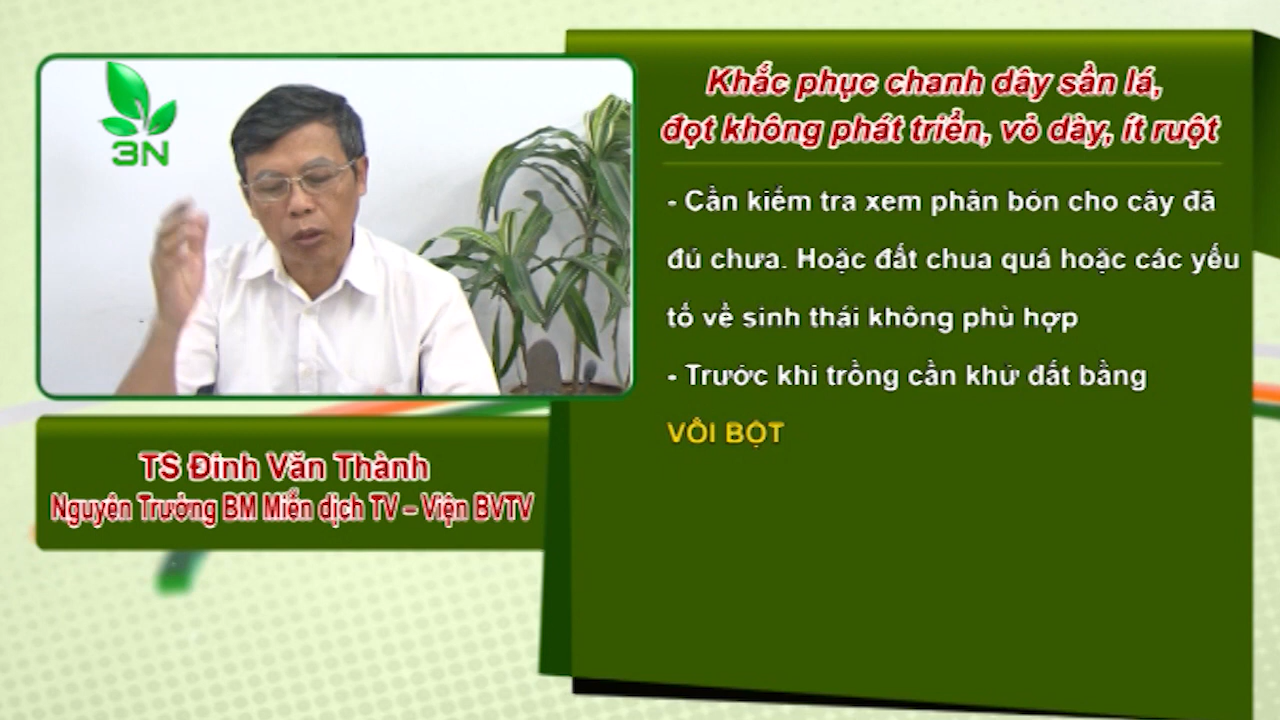 3N
TS Đinh Văn Thành
Nguyên Trưởng BM Miễn dịch TV – Viện BVTV
Khắc phục chanh dây sần lá,
đọt không phát triển, vỏ dày, ít ruột
- Cần kiểm tra xem phân bón cho cây đã
đủ chưa. Hoặc đất chua quá hoặc các yếu
tố về sinh thái không phù hợp
- Trước khi trồng cần khử đất bằng
VÔI BỘT